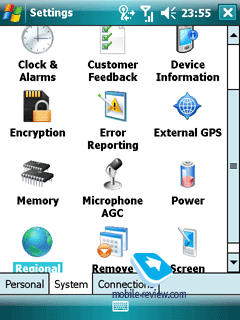 Settings 23:55
Clock & Alarms
Customer Feedback
Device Information
Encryption
Error Reporting
External GPS
Memory
Microphone AGC
Power
Regional
Remove
Screen
Personal System Connections
mobile-review.com